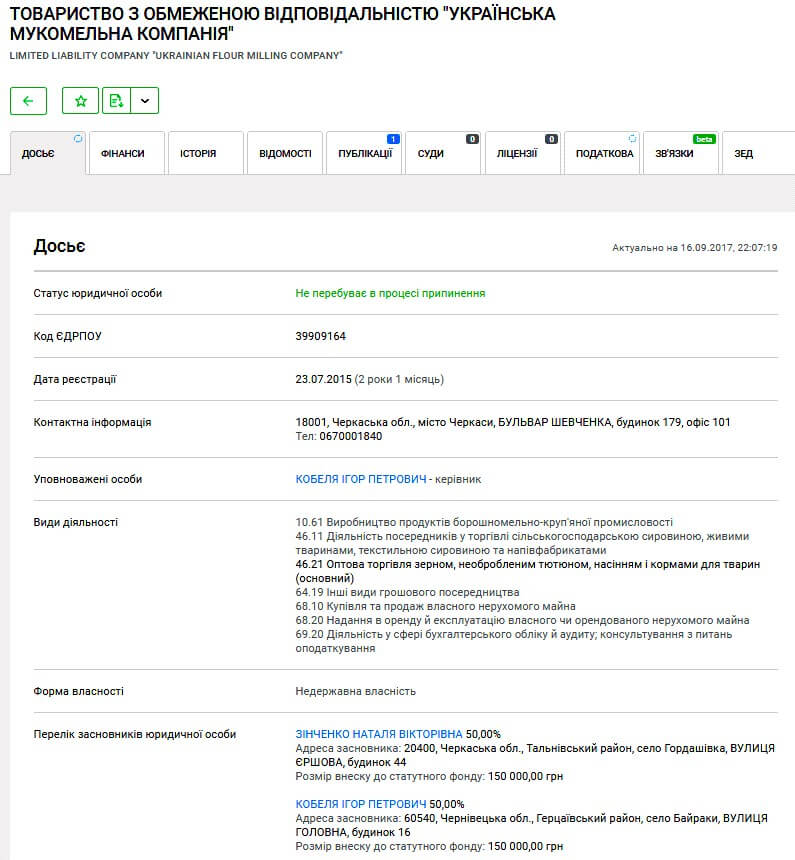 ТОВАРИСТВО З ОБМЕЖЕНОЮ ВІДПОВІДАЛЬНІСТЮ "УКРАЇНСЬКА
МУКОМЕЛЬНА КОМПАНІЯ"
LIMITED LIABILITY COMPANY "UKRAINIAN FLOUR MILLING COMPANY"
ДОСЬЄ ФІНАНСИ ІСТОРІЯ ВІДОМОСТІ ПУБЛІКАЦІЇ 1 СУДИ 0 ЛІЦЕНЗІЇ 0 ПОДАТКОВА ЗВ'ЯЗКИ beta ЗЕД
Досьє Актуально на 16.09.2017, 22:07:19
Статус юридичної особи Не перебуває в процесі припинення
Код ЄДРПОУ 39909164
Дата реєстрації 23.07.2015 (2 роки 1 місяць)
Контактна інформація 18001, Черкаська обл., місто Черкаси, БУЛЬВАР ШЕВЧЕНКА, будинок 179, офіс 101
Тел: 0670001840
Уповноважені особи КОБЕЛЯ ІГОР ПЕТРОВИЧ - керівник
Види діяльності 10.61 Виробництво продуктів борошномельно-круп'яної промисловості
46.11 Діяльність посередників у торгівлі сільськогосподарською сировиною, живими
тваринами, текстильною сировиною та напівфабрикатами
46.21 Оптова торгівля зерном, необробленим тютюном, насінням і кормами для тварин
(основний)
64.19 Інші види грошового посередництва
68.10 Купівля та продаж власного нерухомого майна
68.20 Надання в оренду й експлуатацію власного чи орендованого нерухомого майна
69.20 Діяльність у сфері бухгалтерського обліку й аудиту; консультування з питань
оподаткування
Форма власності Недержавна власність
Перелік засновників юридичної особи ЗІНЧЕНКО НАТАЛЯ ВІКТОРІВНА 50,00%
Адреса засновника: 20400, Черкаська обл., Тальнівський район, село Гордашівка, ВУЛИЦЯ
ЄРШОВА, будинок 44
Розмір внеску до статутного фонду: 150 000,00 грн
КОБЕЛЯ ІГОР ПЕТРОВИЧ 50,00%
Адреса засновника: 60540, Чернівецька обл., Герцаївський район, село Байраки, ВУЛИЦЯ
ГОЛОВНА, будинок 16
Розмір внеску до статутного фонду: 150 000,00 грн